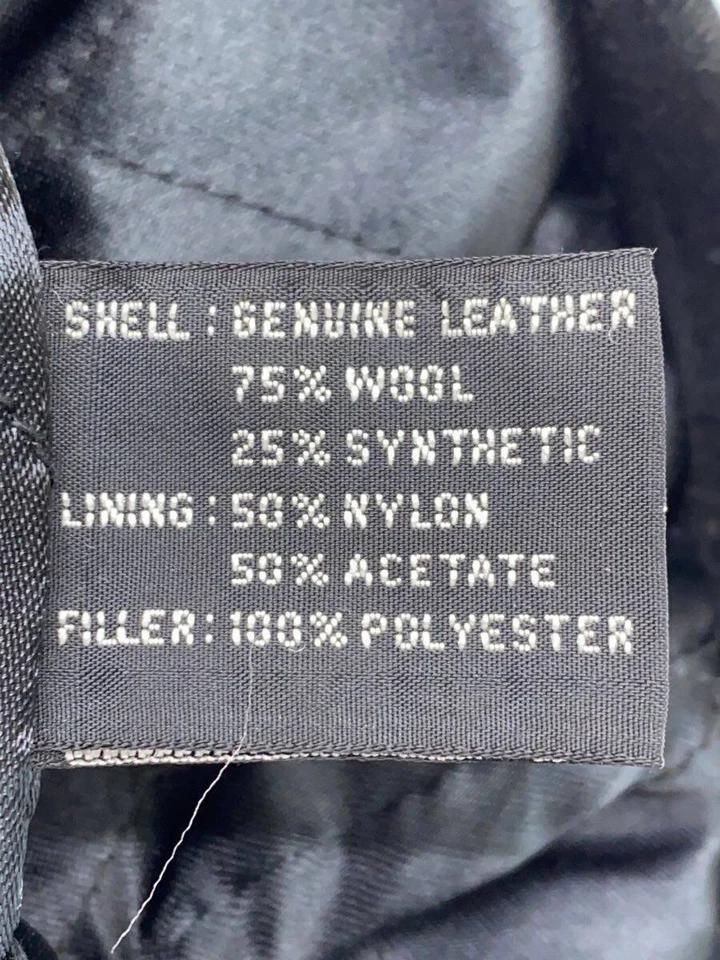 SHELL : GENUINE LEATHER
75% WOOL
25% SYNTHETIC
LINING : 50% NYLON
50% ACETATE
FILLER : 100% POLYESTER